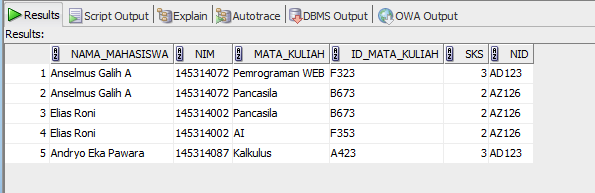 Results Script Output Explain Autotrace DBMS Output OWA Output
Results:
NAMA_MAHASISWA NIM MATA_KULIAH ID_MATA_KULIAH SKS NID
1 Anselmus Galih A 145314072 Pemrograman WEB F323 3 AD123
2 Anselmus Galih A 145314072 Pancasila B673 2 AZ126
3 Elias Roni 145314002 Pancasila B673 2 AZ126
4 Elias Roni 145314002 AI F353 2 AZ126
5 Andryo Eka Pawara 145314087 Kalkulus A423 3 AD123